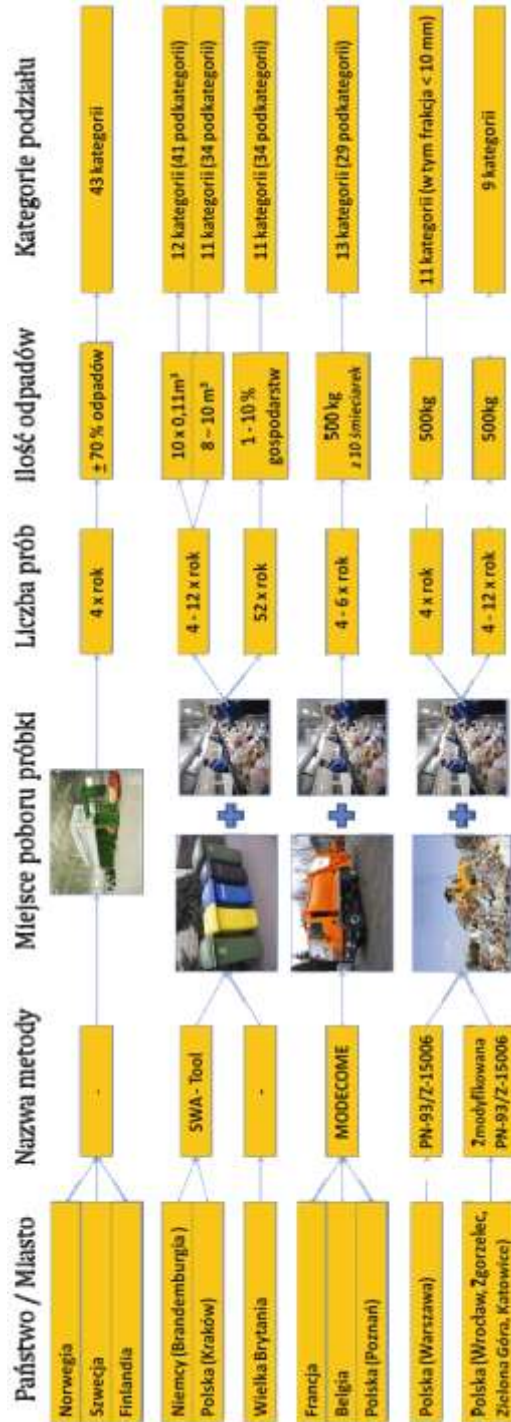 Państwo / Miasto
Nazwa metody
Miejsce poboru próbki
Liczba prób
Ilość odpadów
Kategorie podziału
Norwegia
Szwecja
Finlandia
-
4 x rok
± 70 % odpadów
43 kategorii
Niemcy (Brandemburgia )
Polska (Kraków)
SWA - Tool
4 - 12 x rok
10 x 0,11m³
8 – 10 m³
12 kategorii (41 podkategorii)
11 kategorii (34 podkategorii)
Wielka Brytania
-
52 x rok
1 - 10 %
gospodarstw
11 kategorii (34 podkategorii)
Francja
Belgia
Polska (Poznań)
MODECOME
4 - 6 x rok
500 kg
z 10 śmieciarek
13 kategorii (29 podkategorii)
Polska (Warszawa)
PN-93/Z-15006
4 x rok
500kg
11 kategorii (w tym frakcja < 10 mm)
Polska (Wrocław, Zgorzelec,
Zielona Góra, Katowice)
Zmodyfikowana
PN-93/Z-15006
4 - 12 x rok
500kg
9 kategorii